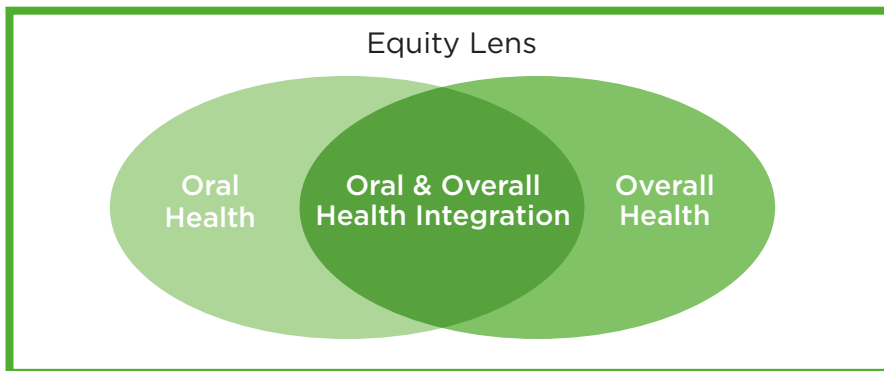 Equity Lens
Oral
Health
Oral & Overall
Health Integration
Overall
Health